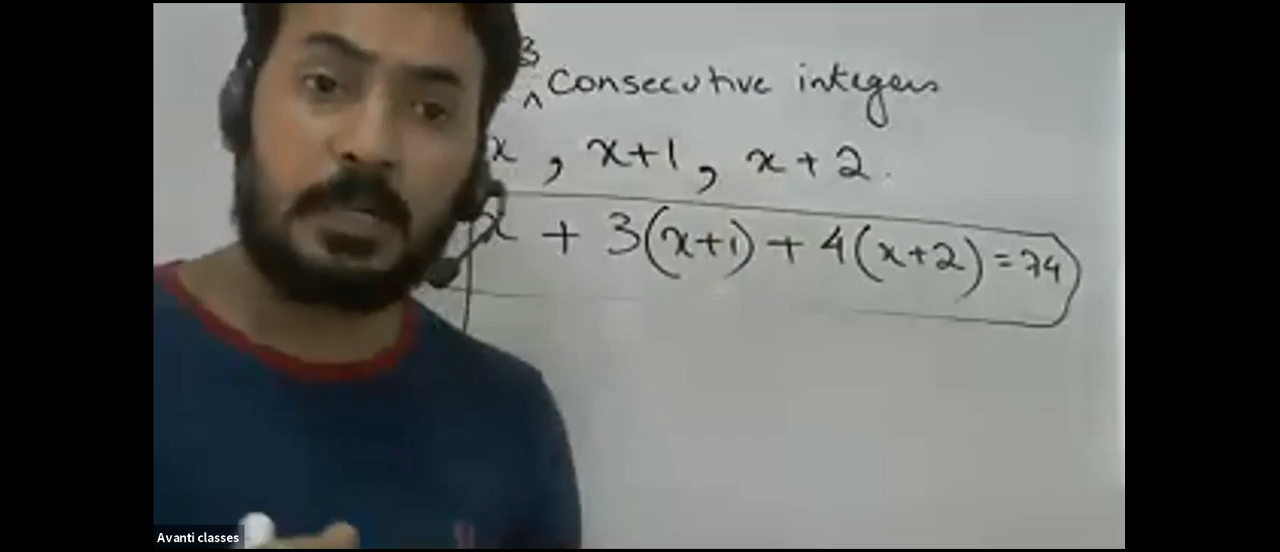 3
^ Consecutive integers
x , x+1 , x + 2 .
x + 3(x+1) + 4(x+2) = 74
Avanti classes